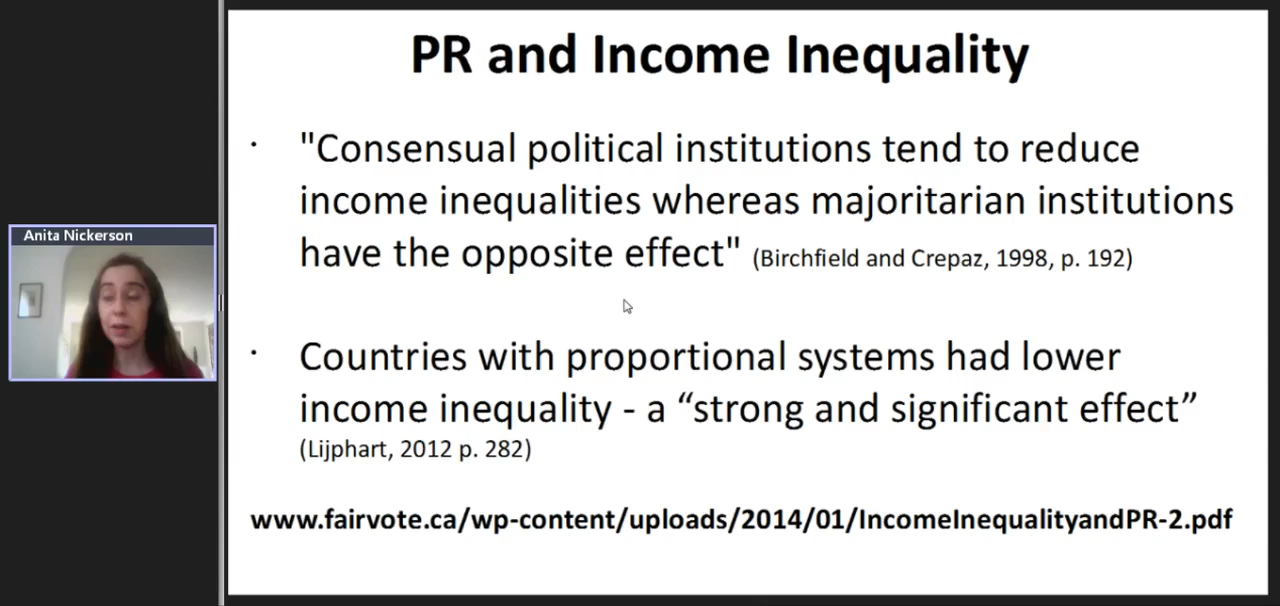 PR and Income Inequality
Anita Nickerson
· "Consensual political institutions tend to reduce
income inequalities whereas majoritarian institutions
have the opposite effect" (Birchfield and Crepaz, 1998, p. 192)
· Countries with proportional systems had lower
income inequality - a “strong and significant effect”
(Lijphart, 2012 p. 282)
www.fairvote.ca/wp-content/uploads/2014/01/IncomeInequalityandPR-2.pdf